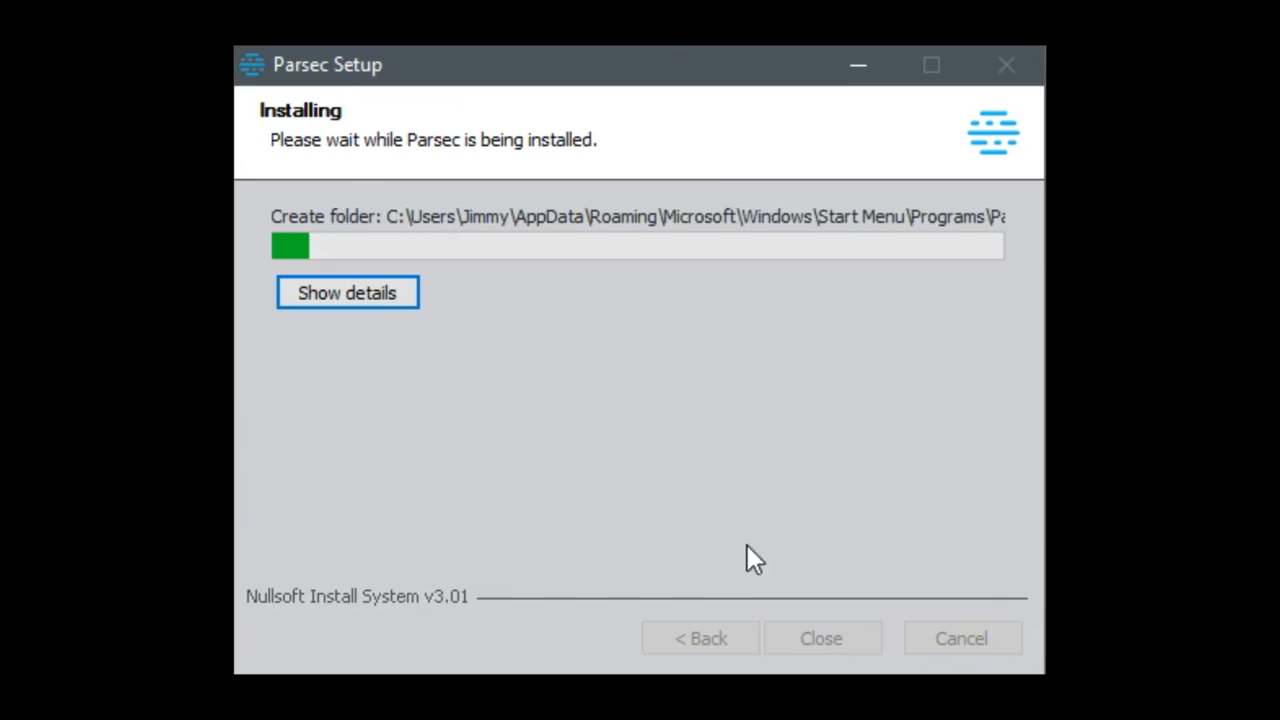 Parsec Setup
Installing
Please wait while Parsec is being installed.
Create folder: C:\Users\Jimmy\AppData\Roaming\Microsoft\Windows\Start Menu\Programs\Pa
Show details
Nullsoft Install System v3.01
< Back
Close
Cancel